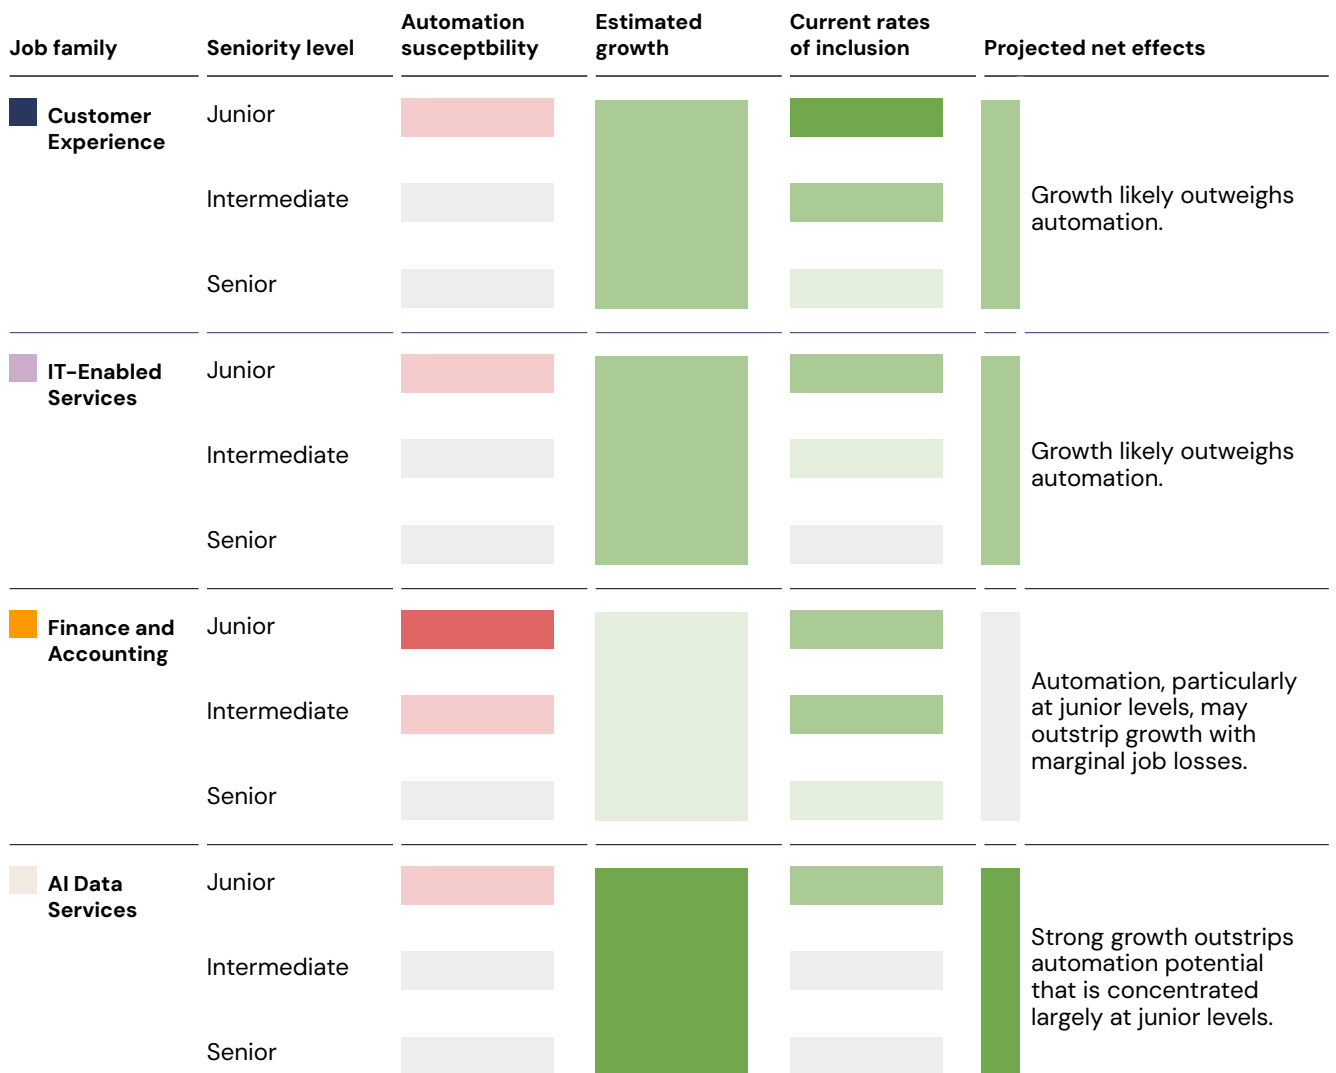 Job family
Seniority level
Automation
susceptbility
Estimated
growth
Current rates
of inclusion
Projected net effects
Customer
Experience
Junior
Intermediate
Senior
Growth likely outweighs
automation.
IT-Enabled
Services
Junior
Intermediate
Senior
Growth likely outweighs
automation.
Finance and
Accounting
Junior
Intermediate
Senior
Automation, particularly
at junior levels, may
outstrip growth with
marginal job losses.
AI Data
Services
Junior
Intermediate
Senior
Strong growth outstrips
automation potential
that is concentrated
largely at junior levels.